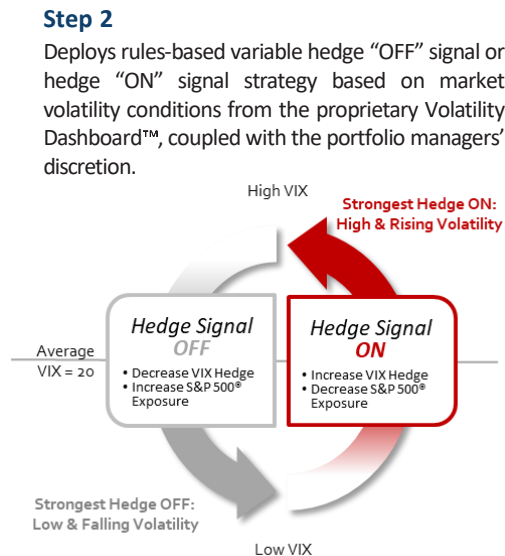 Step 2
Deploys rules-based variable hedge “OFF” signal or
hedge “ON” signal strategy based on market
volatility conditions from the proprietary Volatility
Dashboard™, coupled with the portfolio managers’
discretion.
High VIX
Strongest Hedge ON:
High & Rising Volatility
Average
VIX = 20
Hedge Signal
OFF
• Decrease VIX Hedge
• Increase S&P 500®
Exposure
Hedge Signal
ON
• Increase VIX Hedge
• Decrease S&P 500®
Exposure
Strongest Hedge OFF:
Low & Falling Volatility
Low VIX